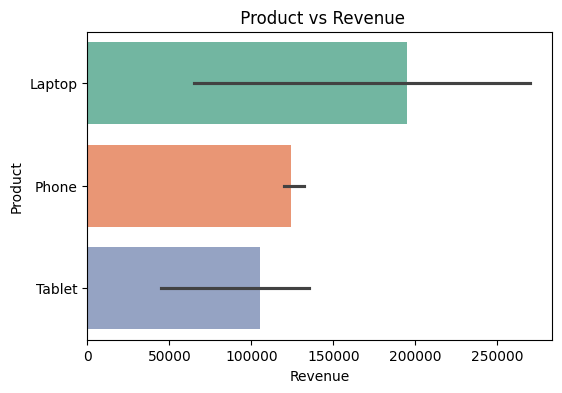 Product vs Revenue
Product
Laptop
Phone
Tablet
0 50000 100000 150000 200000 250000
Revenue